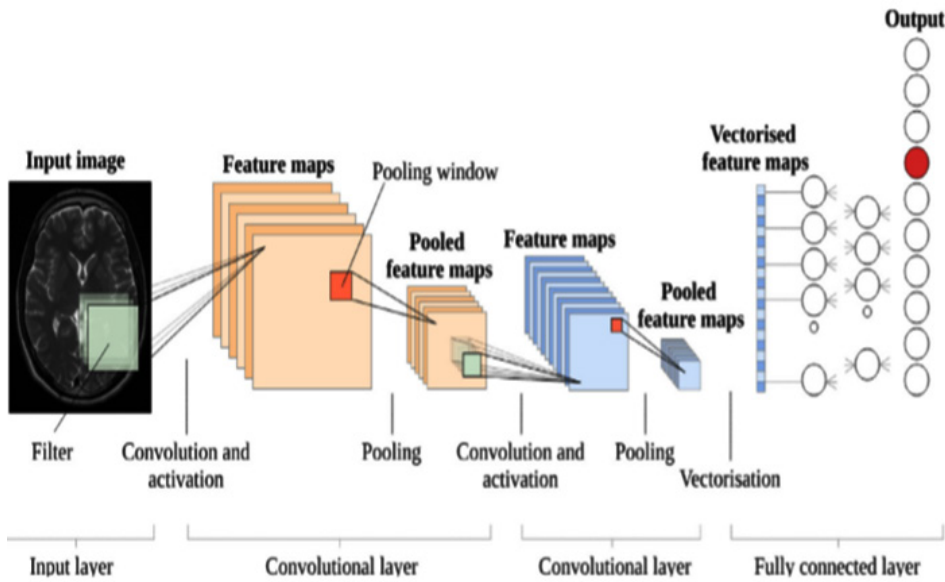 Output
Vectorised
feature maps
Input image
Feature maps
Pooling window
Pooled
feature maps
Feature maps
Pooled
feature maps
Filter
Convolution and
activation
Pooling
Convolution and
activation
Pooling
Vectorisation
Input layer
Convolutional layer
Convolutional layer
Fully connected layer